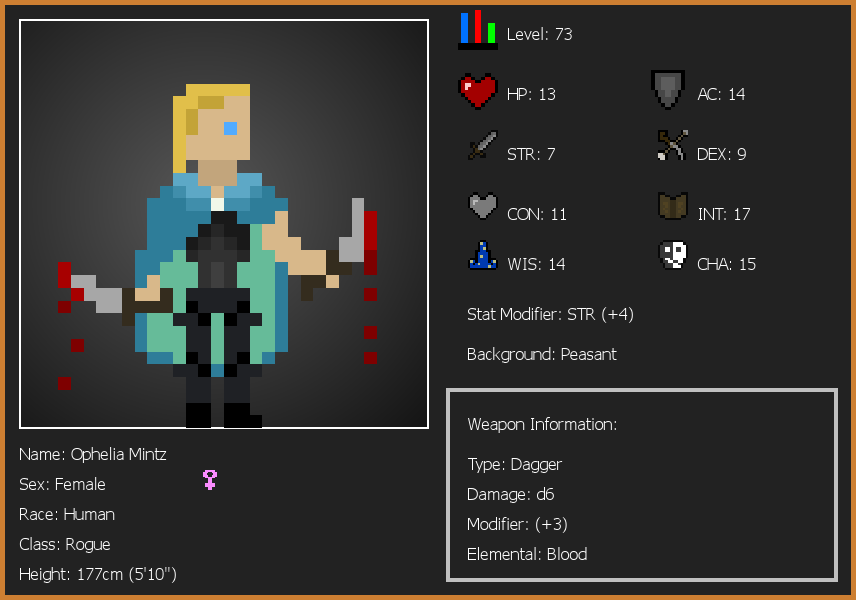 Level: 73
HP: 13
AC: 14
STR: 7
DEX: 9
CON: 11
INT: 17
WIS: 14
CHA: 15
Stat Modifier: STR (+4)
Background: Peasant
Weapon Information:
Type: Dagger
Damage: d6
Modifier: (+3)
Elemental: Blood
Name: Ophelia Mintz
Sex: Female
Race: Human
Class: Rogue
Height: 177cm (5'10")